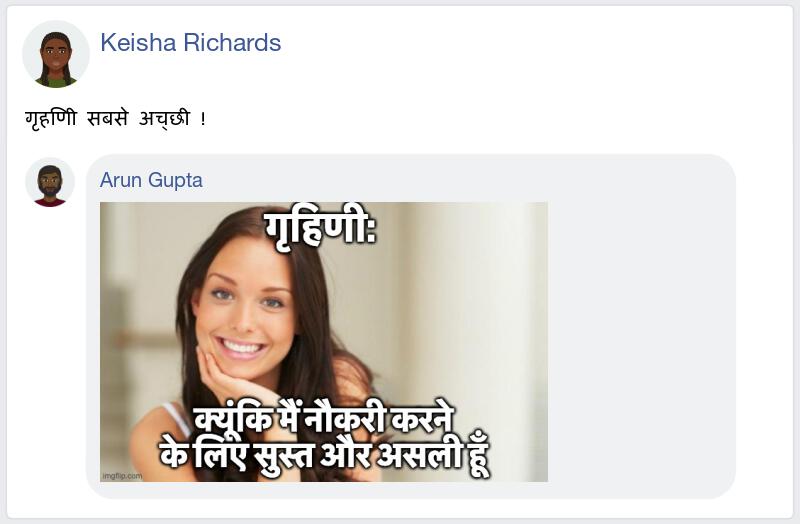 Keisha Richards
गृहणिी सबसे अच्छी !
Arun Gupta
गृहिणी:
क्यूंकि मैं नौकरी करने
के लिए सुस्त और असली हूँ
imgflip.com